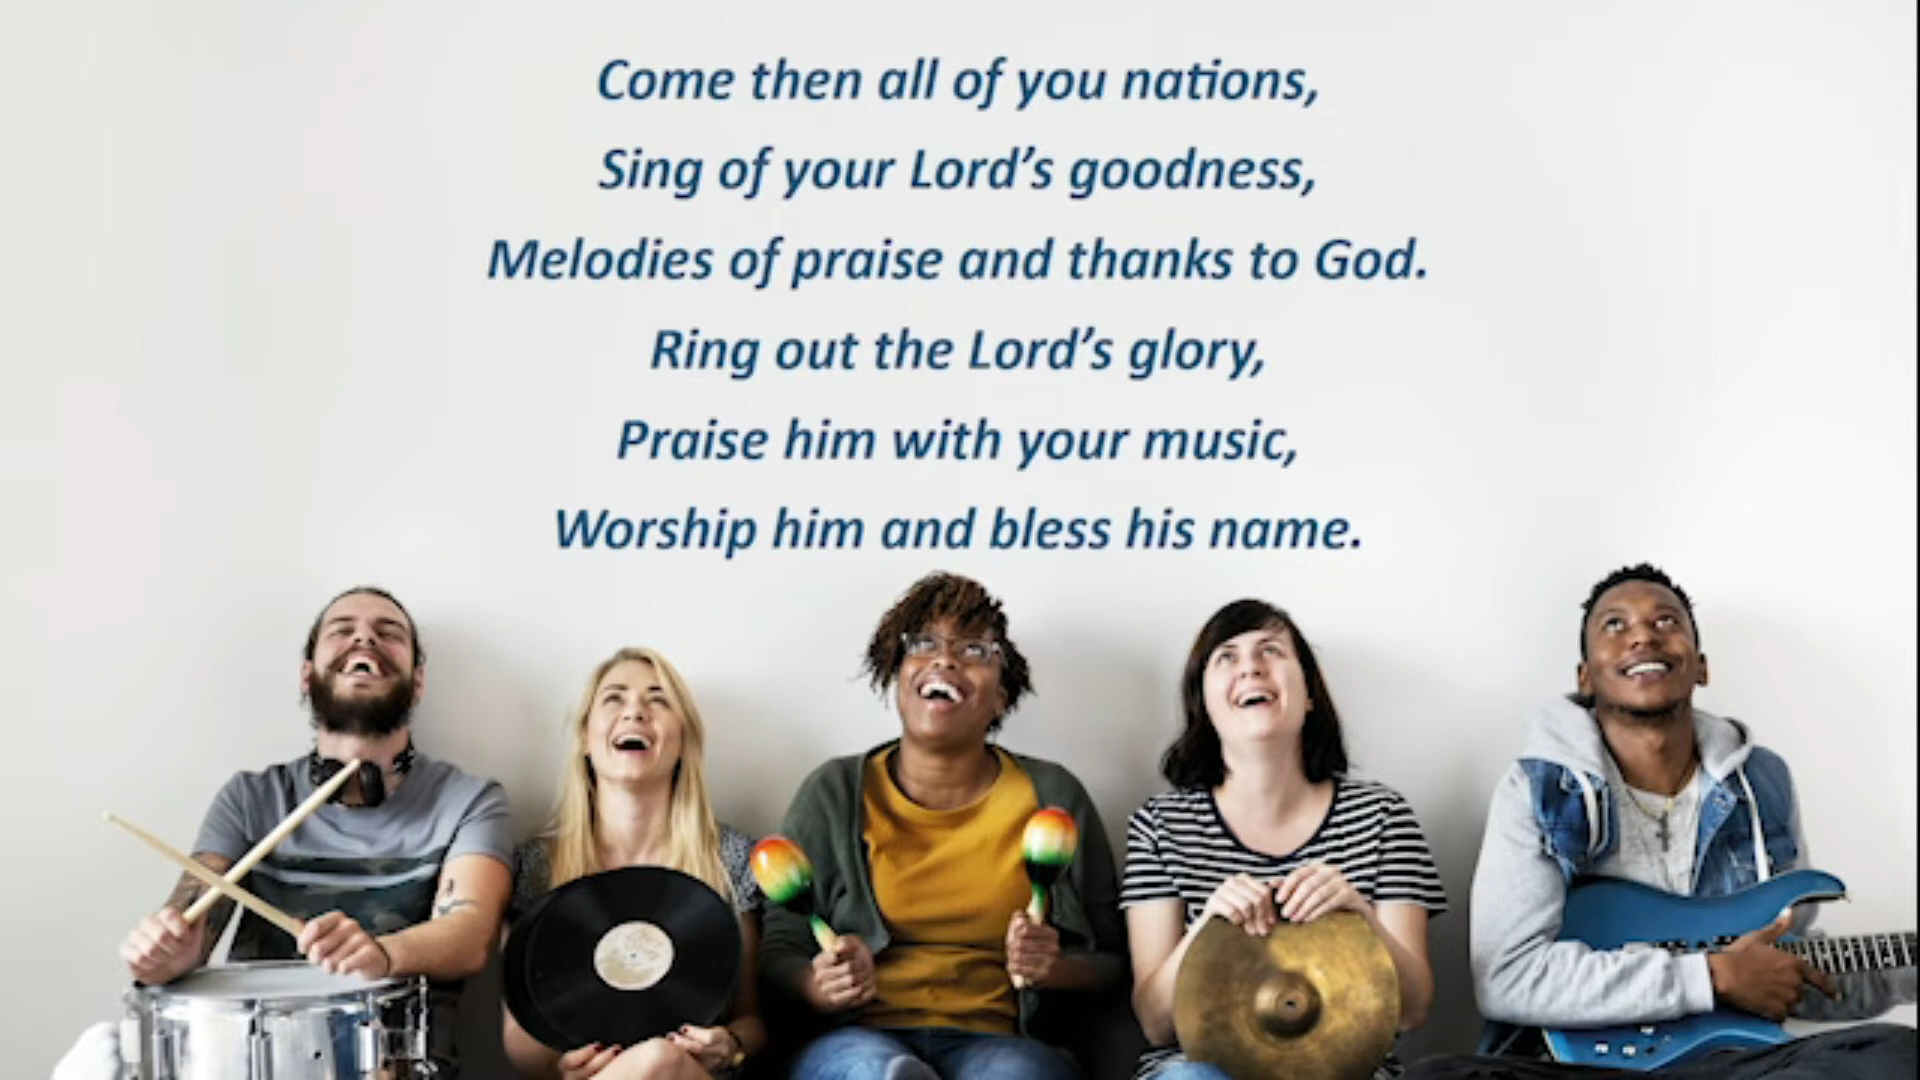 Come then all of you nations,
Sing of your Lord’s goodness,
Melodies of praise and thanks to God.
Ring out the Lord’s glory,
Praise him with your music,
Worship him and bless his name.